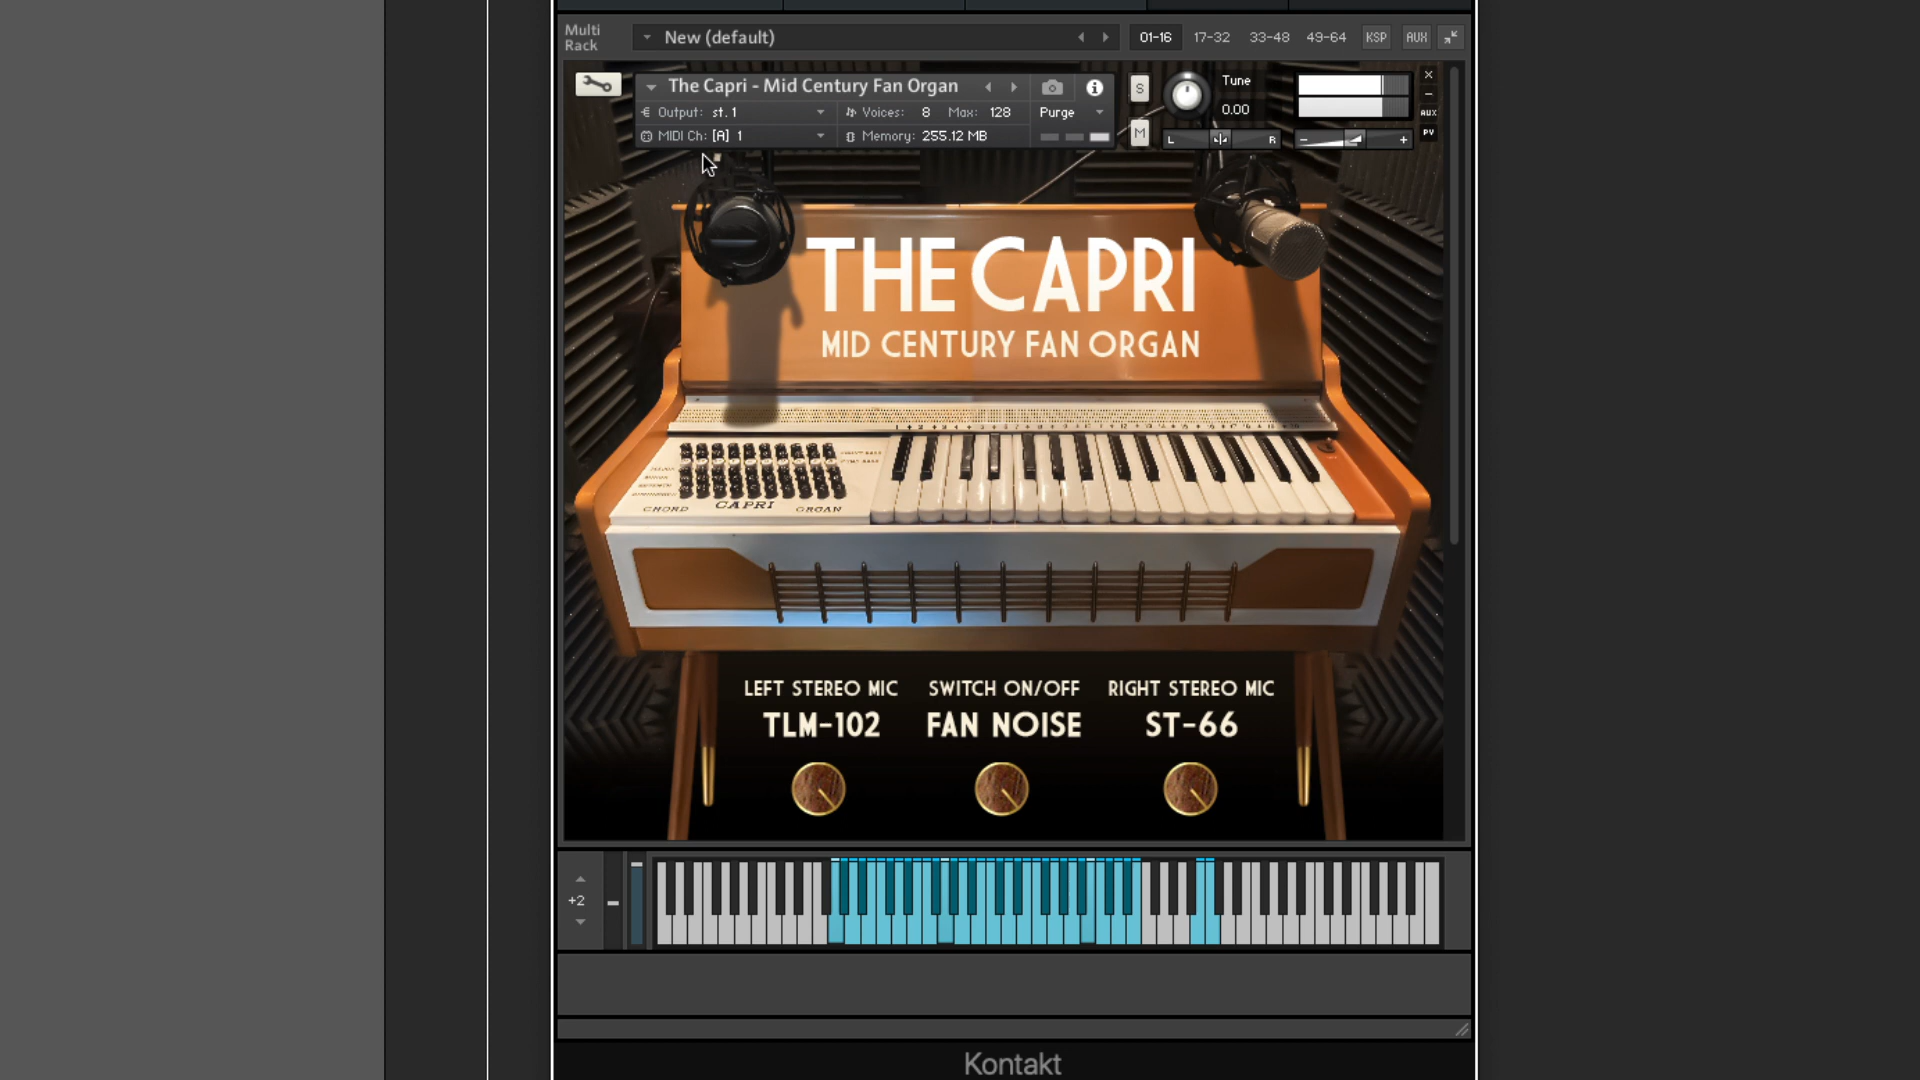 Multi
Rack
New (default)
01-16 17-32 33-48 49-64 KSP AUX
The Capri - Mid Century Fan Organ
S
Tune
0.00
Output: st. 1
Voices: 8 Max: 128
Purge
AUX
MIDI Ch: [A] 1
Memory: 255.12 MB
M
L R
- +
PV
THE CAPRI
MID CENTURY FAN ORGAN
CHORD CAPRI ORGAN
LEFT STEREO MIC SWITCH ON/OFF RIGHT STEREO MIC
TLM-102 FAN NOISE ST-66
+2
Kontakt